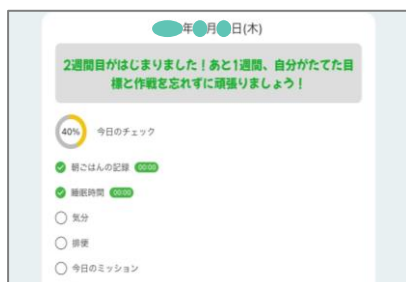 年 月 日(木)
2週間目がはじまりました！あと1週間、自分がたてた目
標と作戦を忘れずに頑張りましょう！
40% 今日のチェック
朝ごはんの記録 00:00
睡眠時間 00:00
気分
排便
今日のミッション